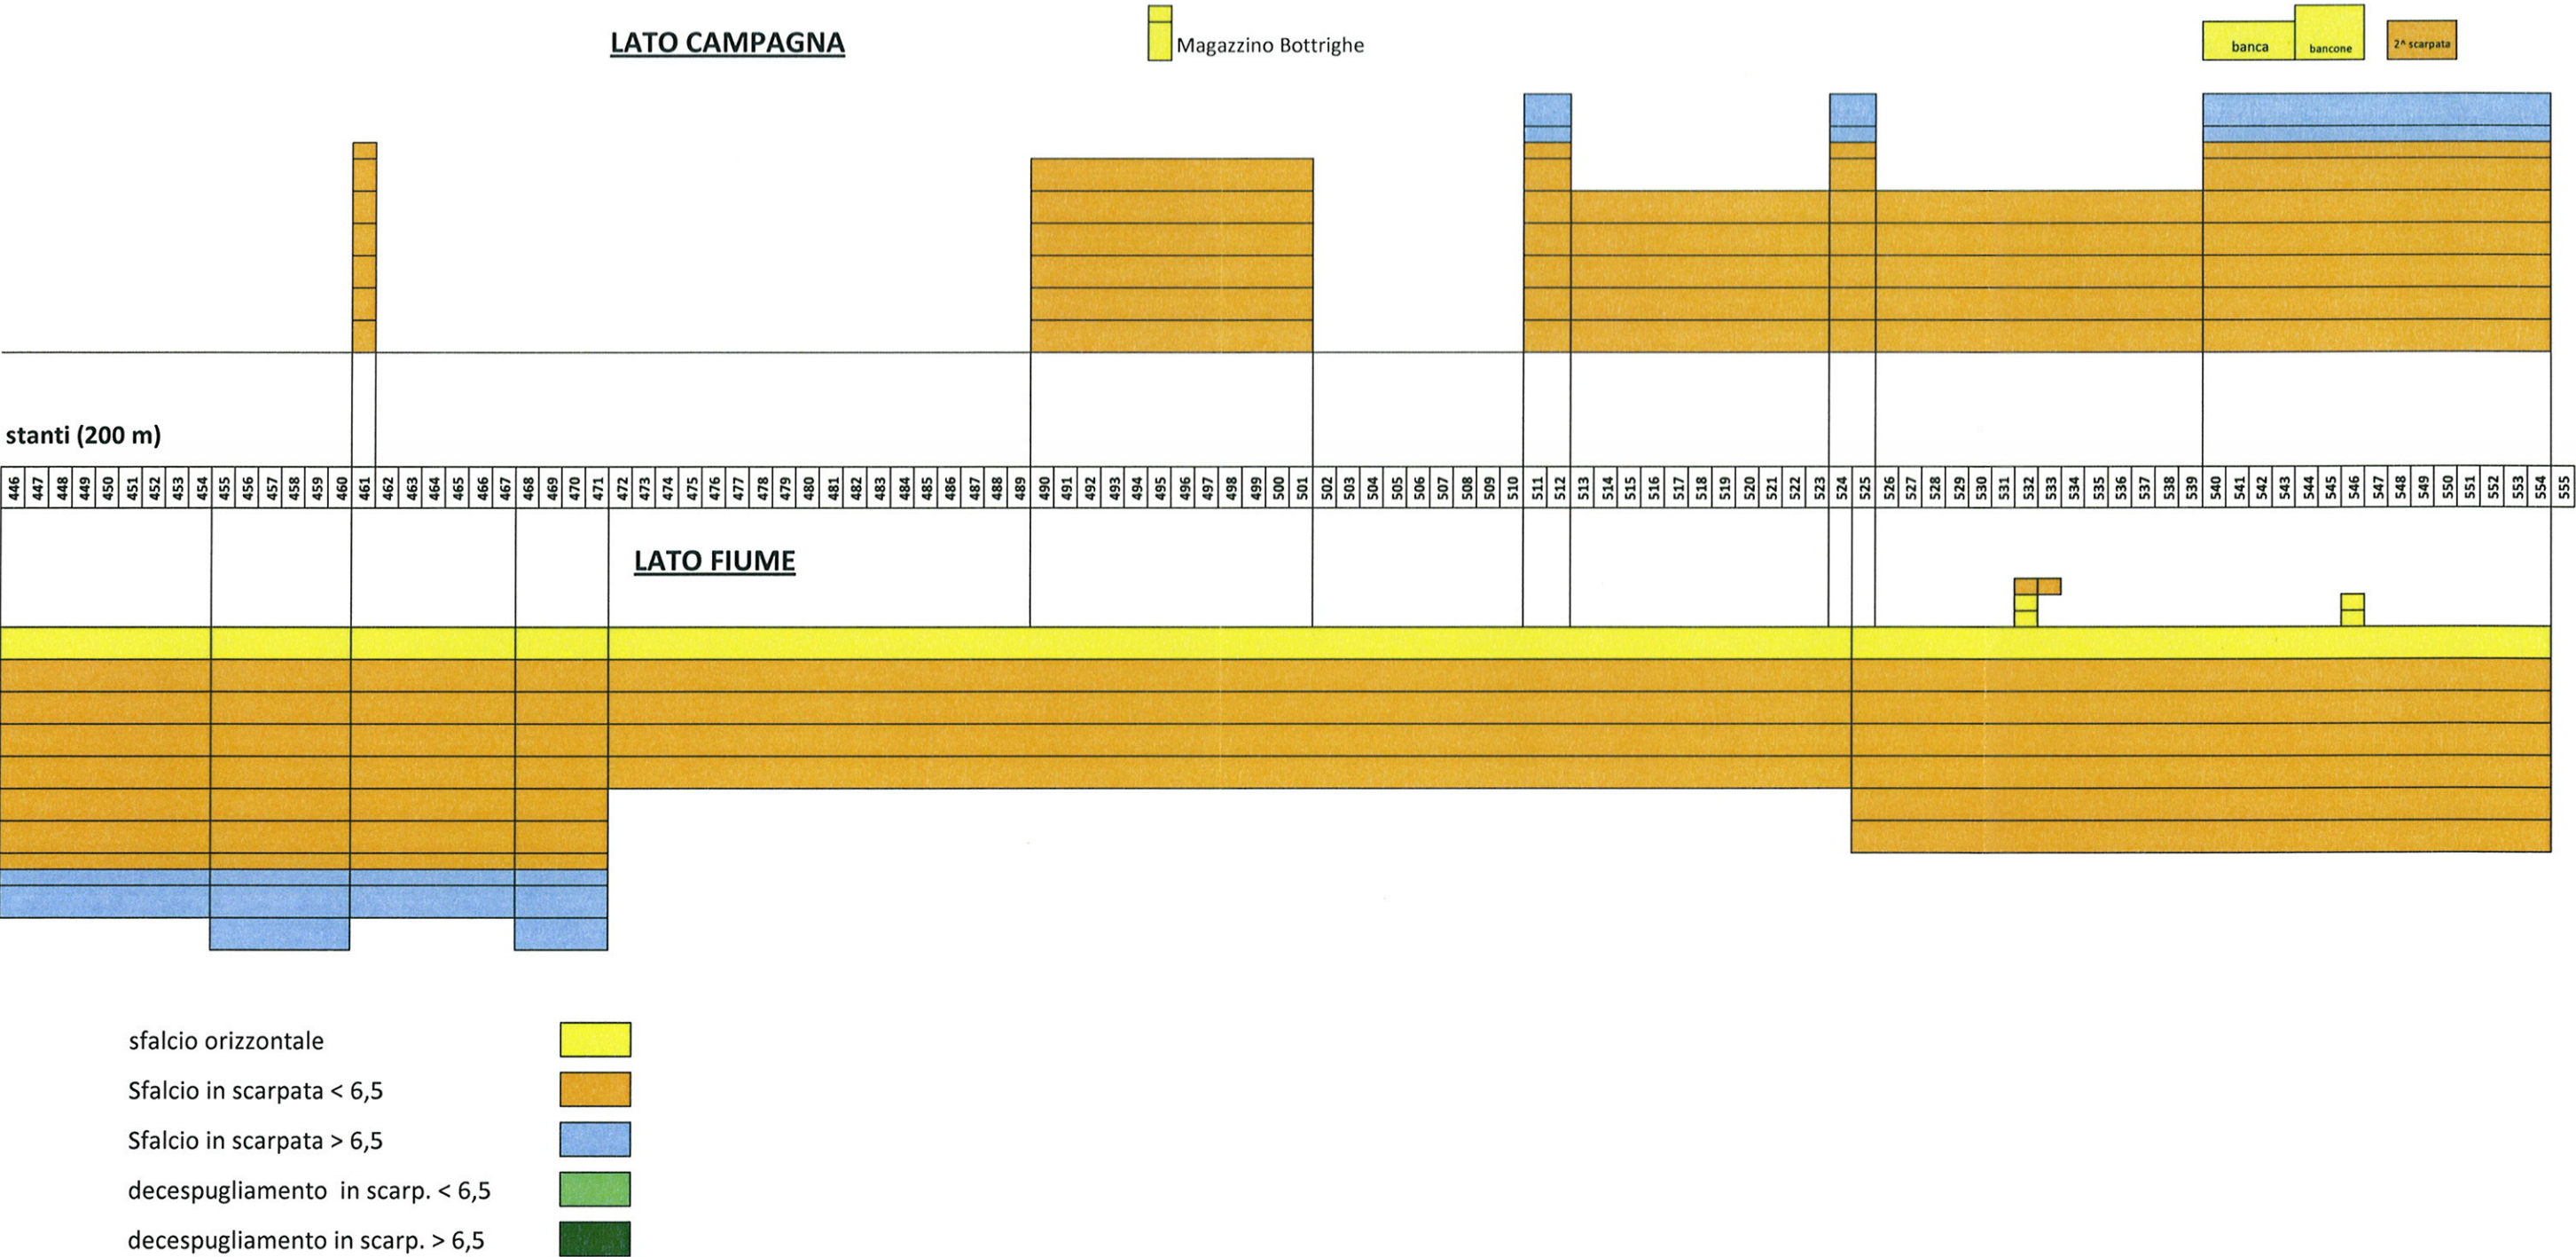 LATO CAMPAGNA
Magazzino Bottrighe
banca
bancone
2^ scarpata
stanti (200 m)
446 447 448 449 450 451 452 453 454 455 456 457 458 459 460 461 462 463 464 465 466 467 468 469 470 471 472 473 474 475 476 477 478 479 480 481 482 483 484 485 486 487 488 489 490 491 492 493 494 495 496 497 498 499 500 501 502 503 504 505 506 507 508 509 510 511 512 513 514 515 516 517 518 519 520 521 522 523 524 525 526 527 528 529 530 531 532 533 534 535 536 537 538 539 540 541 542 543 544 545 546 547 548 549 550 551 552 553 554 555
LATO FIUME
sfalcio orizzontale
Sfalcio in scarpata < 6,5
Sfalcio in scarpata > 6,5
decespugliamento in scarp. < 6,5
decespugliamento in scarp. > 6,5